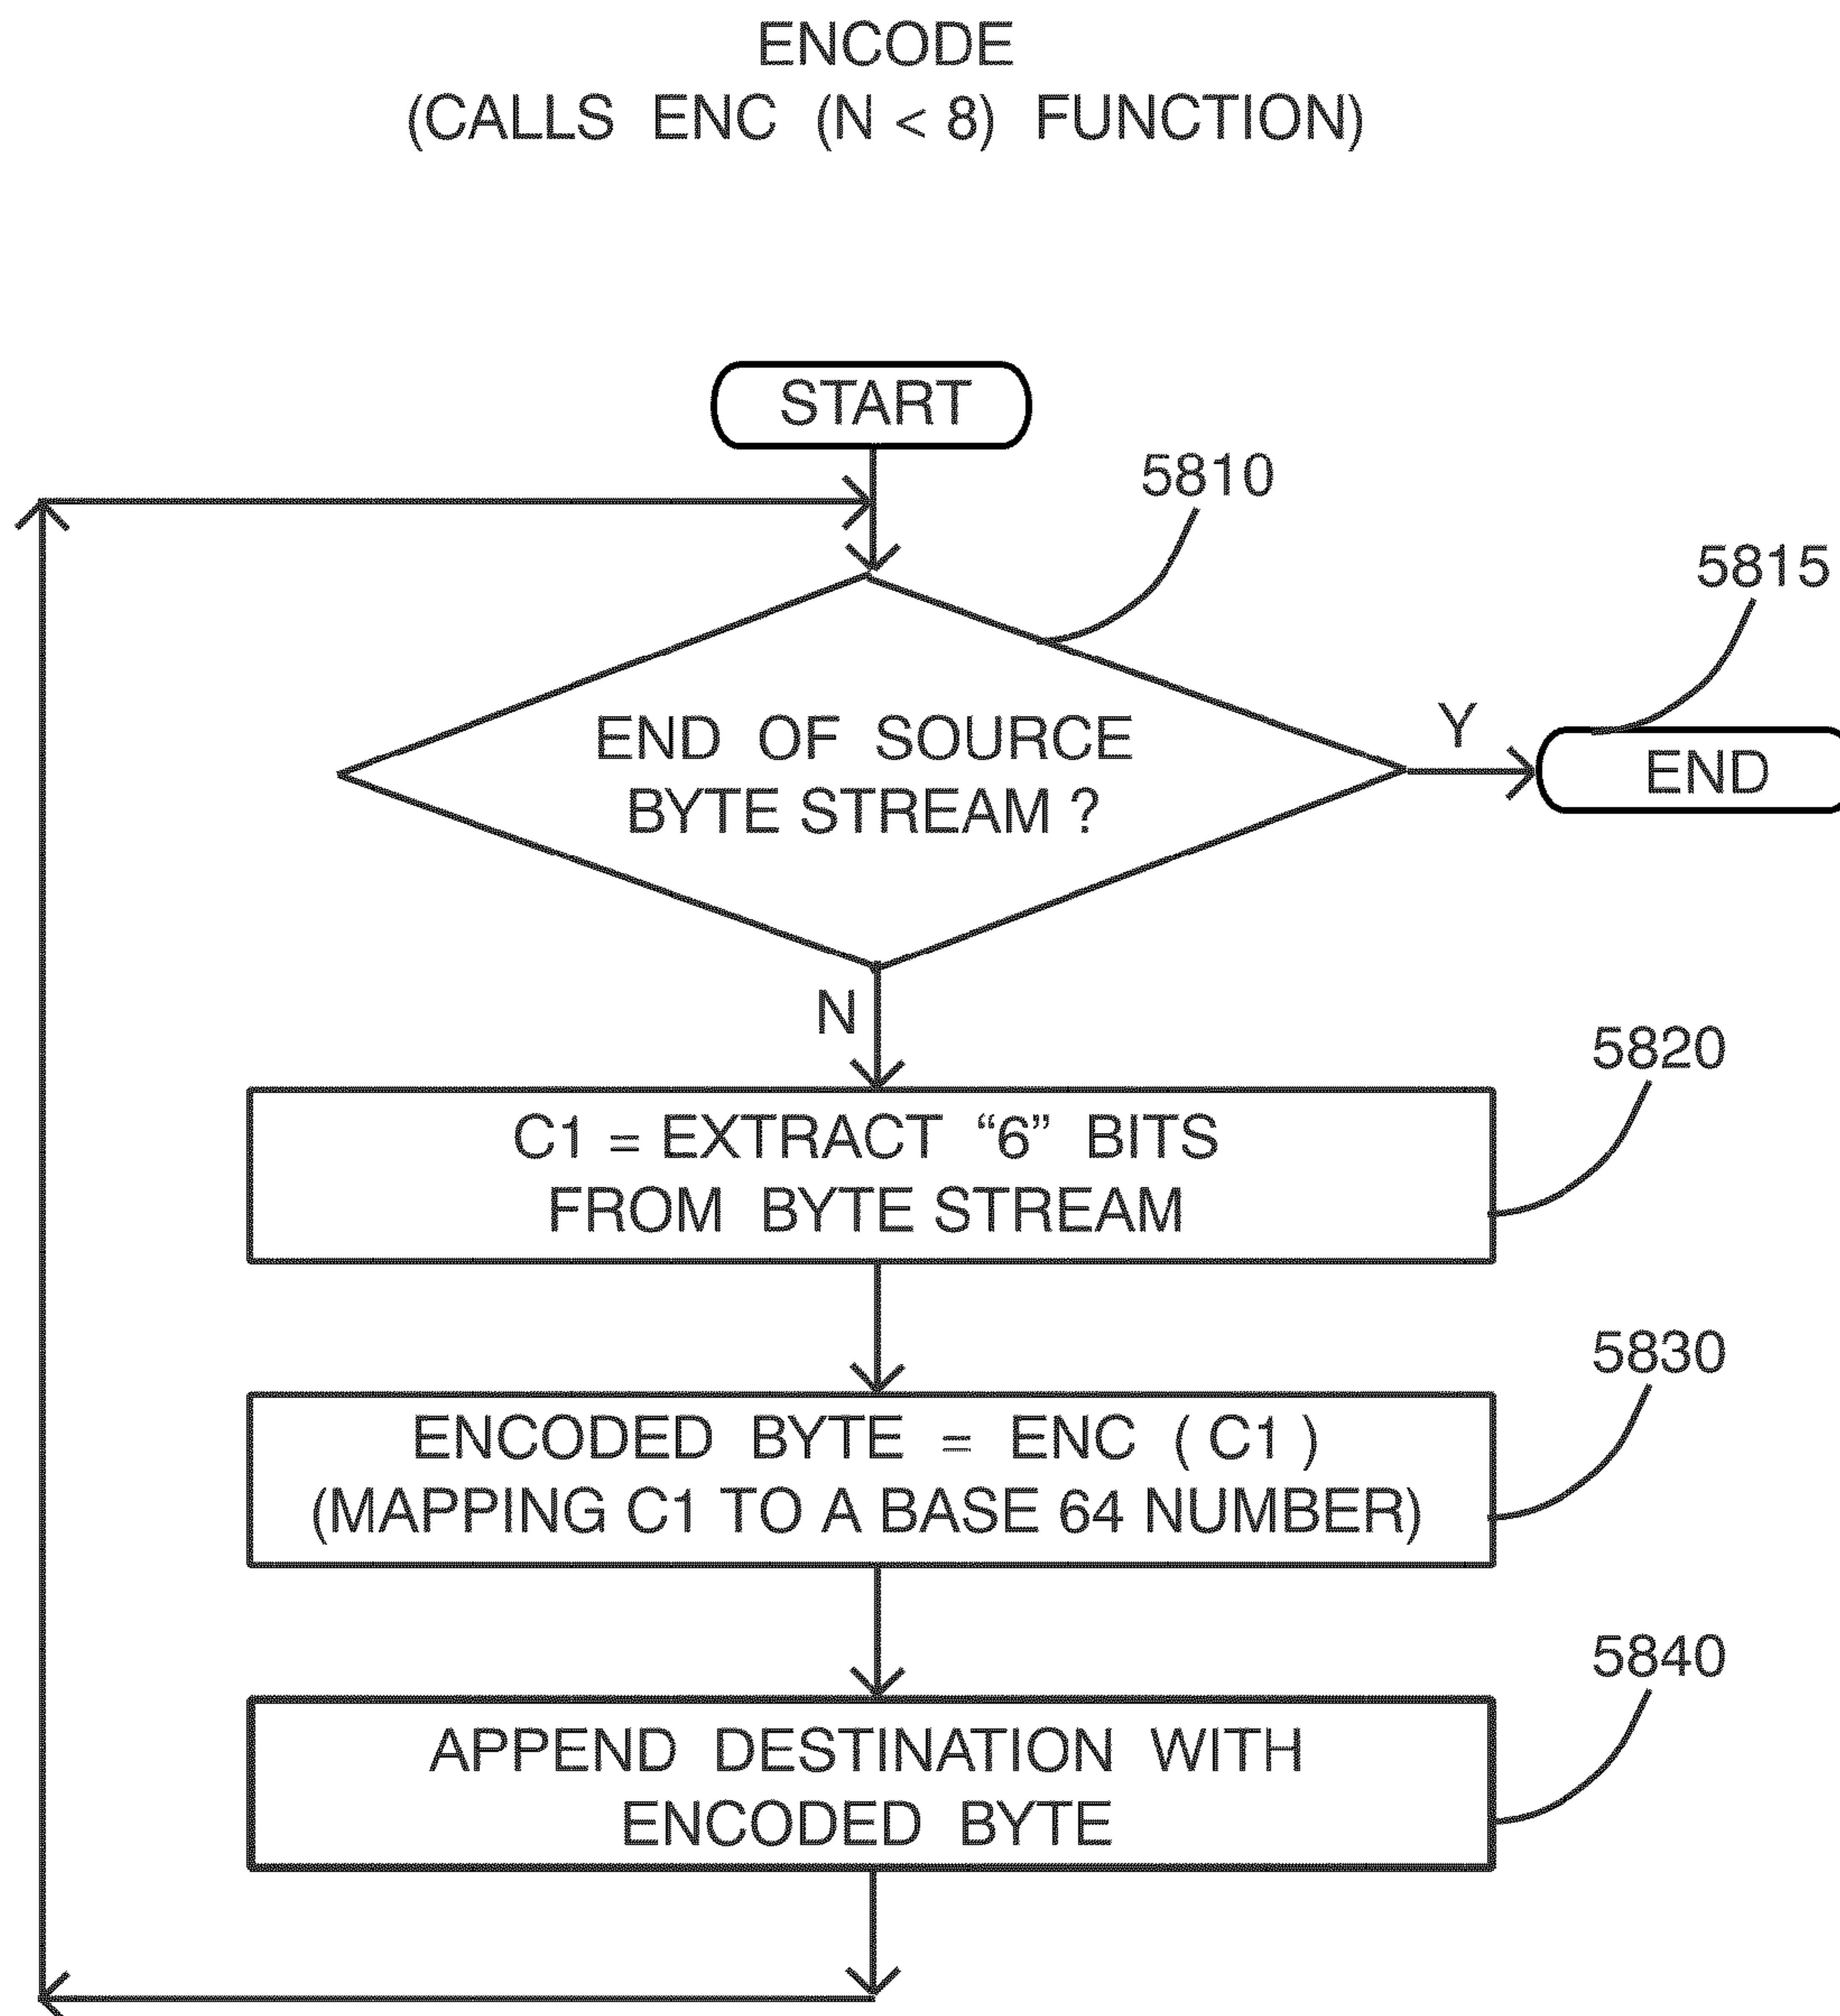 ENCODE
(CALLS ENC (N < 8) FUNCTION)
START
5810
5815
END OF SOURCE
BYTE STREAM ?
Y
END
N
5820
C1 = EXTRACT “6” BITS
FROM BYTE STREAM
5830
ENCODED BYTE = ENC ( C1 )
(MAPPING C1 TO A BASE 64 NUMBER)
5840
APPEND DESTINATION WITH
ENCODED BYTE